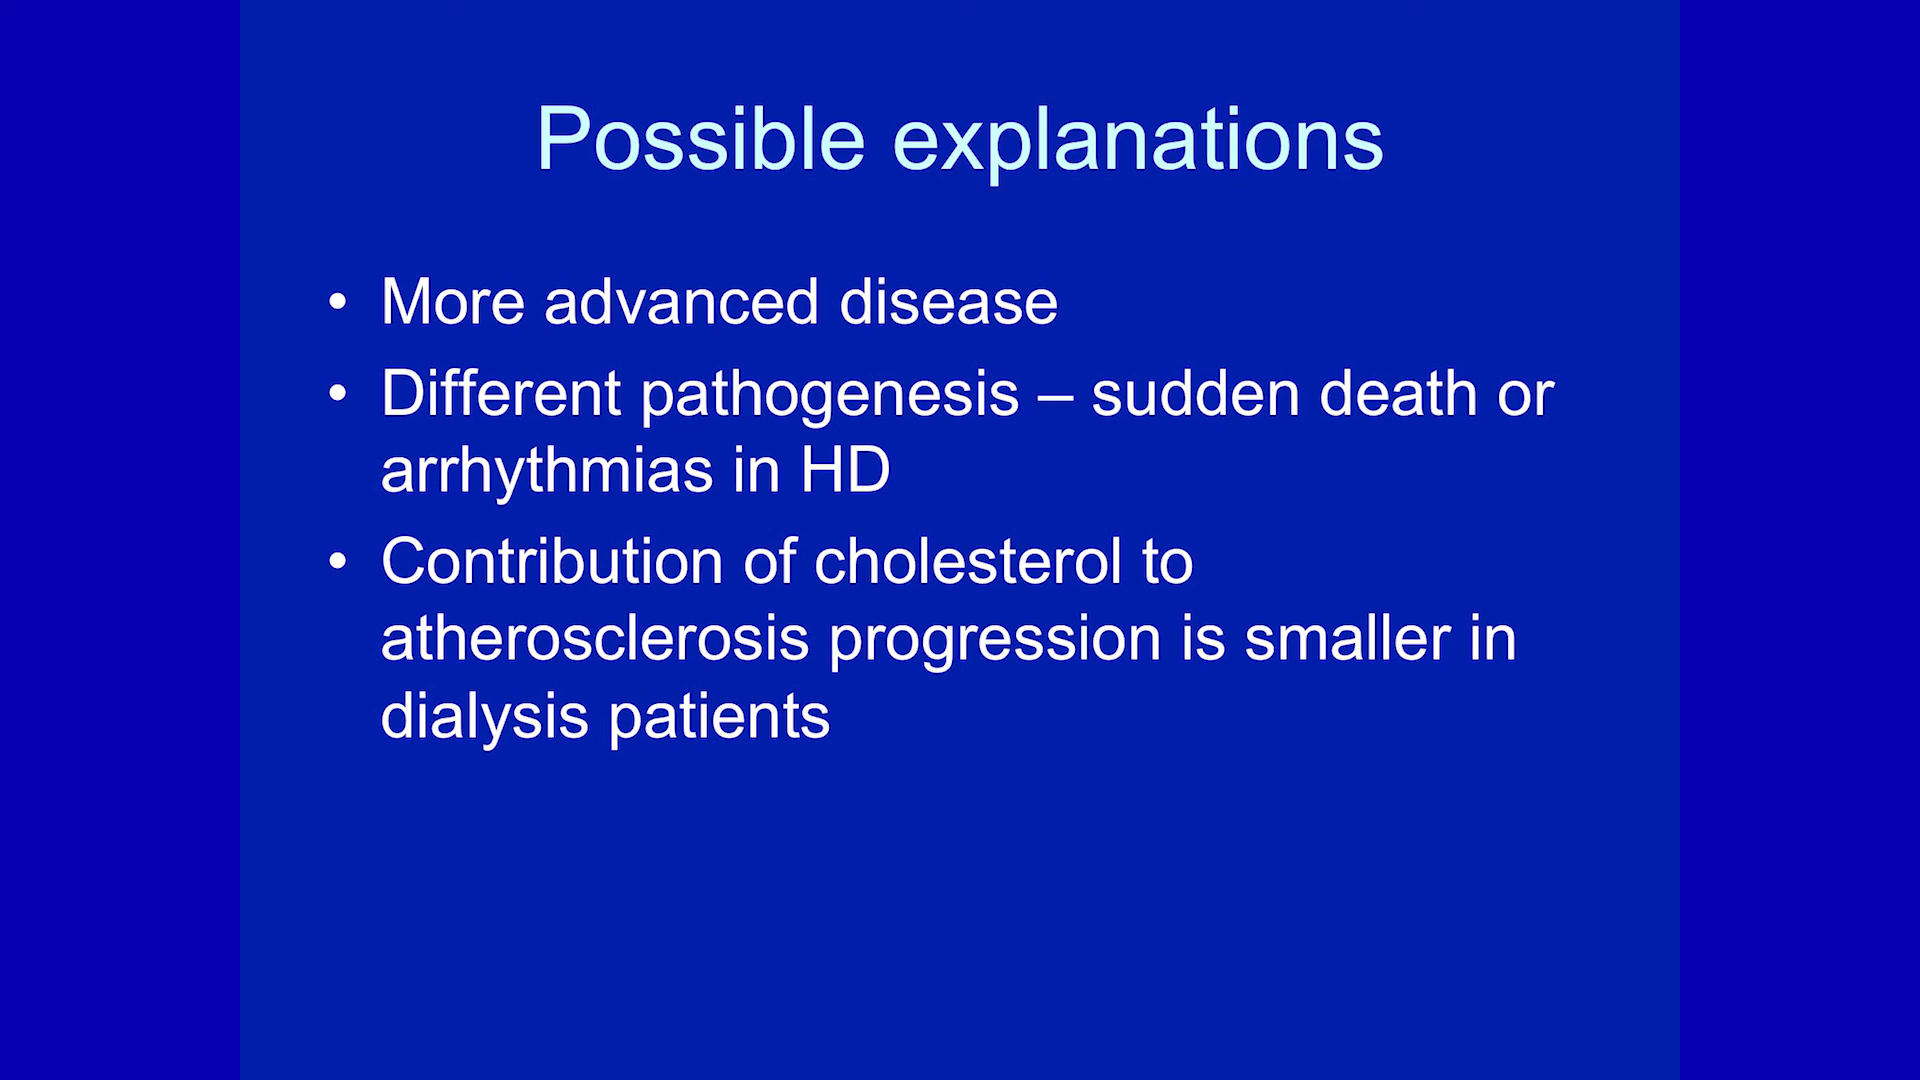 Possible explanations
• More advanced disease
• Different pathogenesis – sudden death or
arrhythmias in HD
• Contribution of cholesterol to
atherosclerosis progression is smaller in
dialysis patients